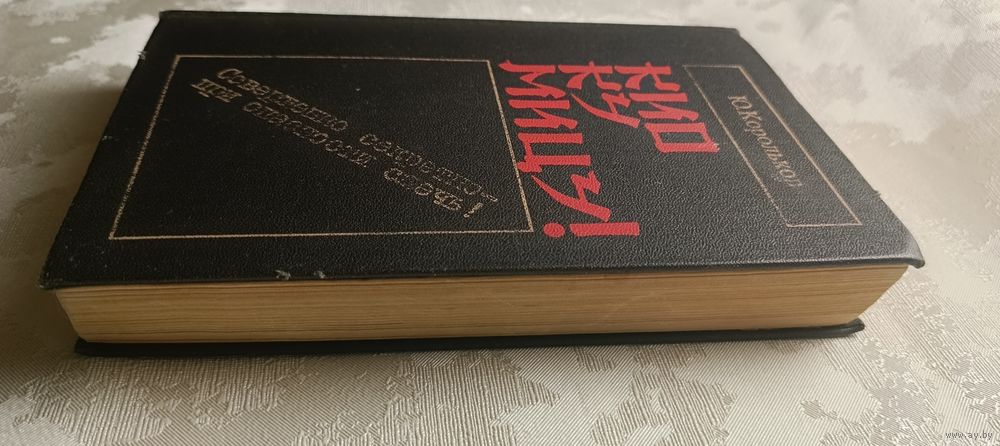 Ю. Корольков
КИО
КУ
МИЦУ!
Совершенно секретно —
при опасности
сжечь!
www.ay.by